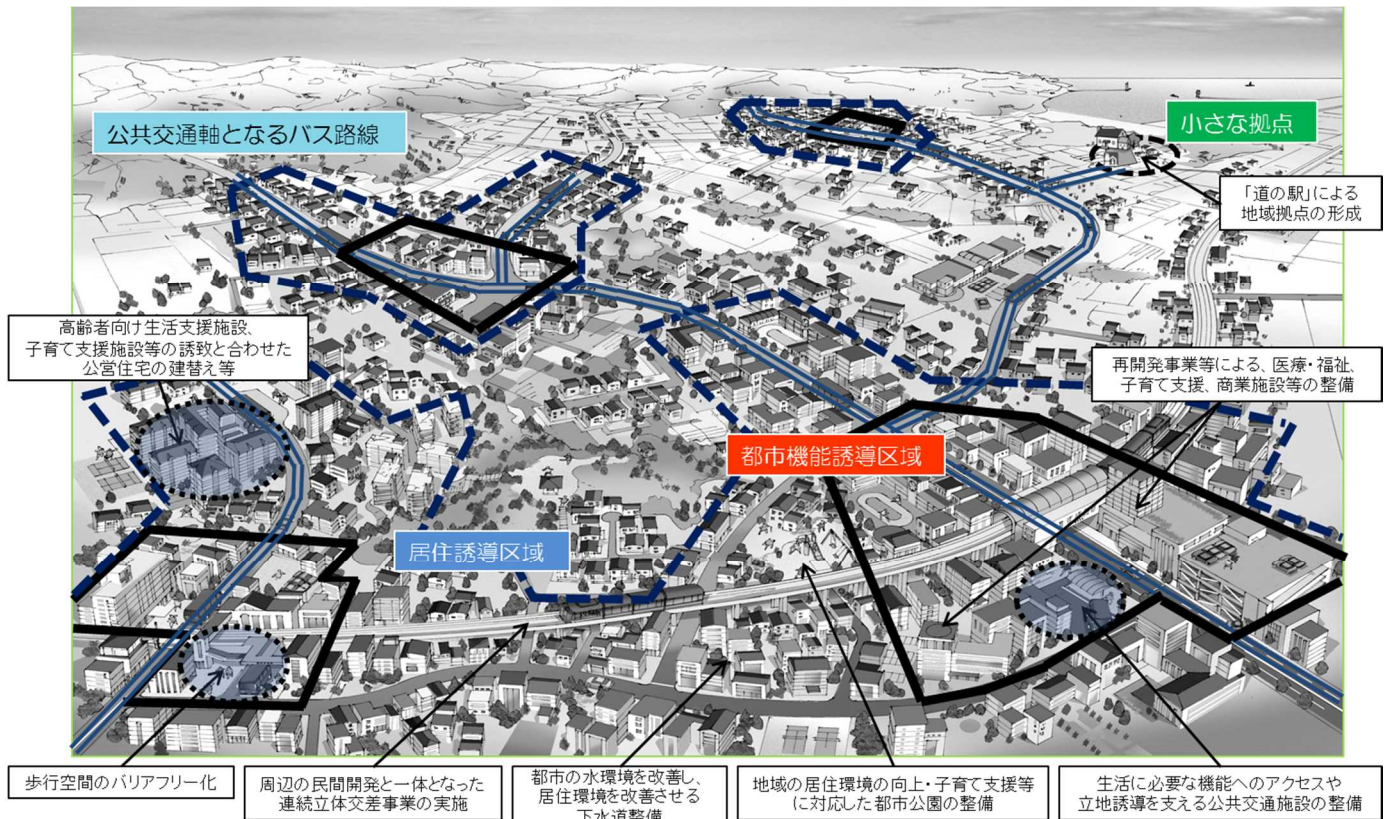 公共交通軸となるバス路線
小さな拠点
「道の駅」による
地域拠点の形成
高齢者向け生活支援施設、
子育て支援施設等の誘致と合わせた
公営住宅の建替え等
再開発事業等による、医療・福祉、
子育て支援、商業施設等の整備
都市機能誘導区域
居住誘導区域
歩行空間のバリアフリー化
周辺の民間開発と一体となった
連続立体交差事業の実施
都市の水環境を改善し、
居住環境を改善させる
下水道整備
地域の居住環境の向上・子育て支援等
に対応した都市公園の整備
生活に必要な機能へのアクセスや
立地誘導を支える公共交通施設の整備